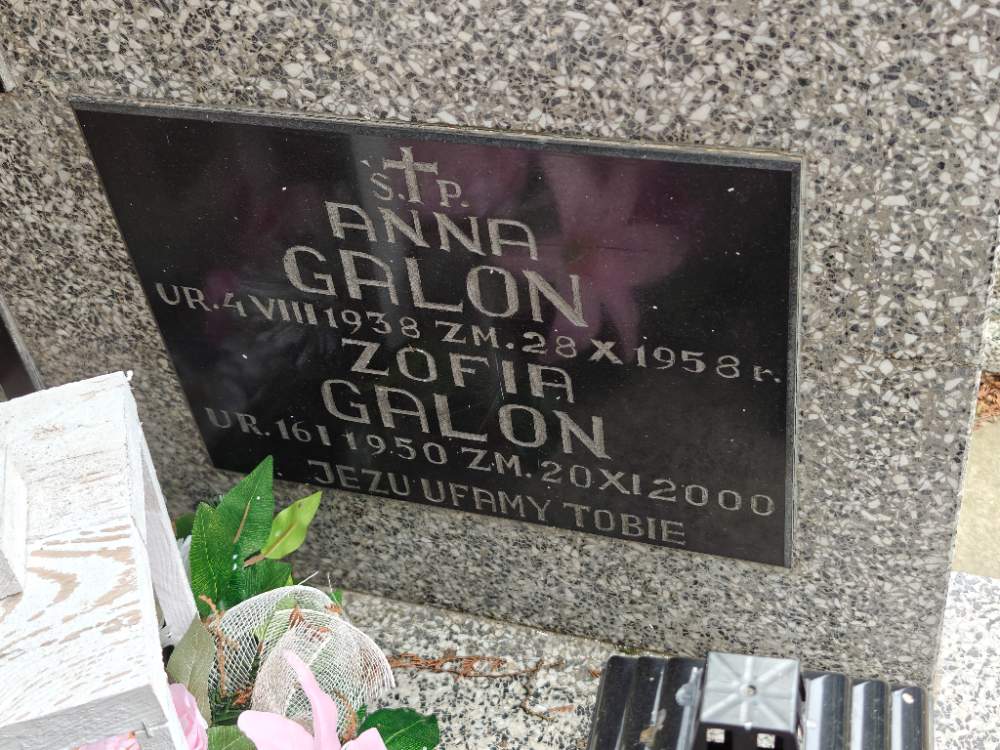 Ś. P.
ANNA
GALON
UR. 4 VIII 1938 ZM. 28 X 1958 r.
ZOFIA
GALON
UR. 16 I 1950 ZM. 20 XI 2000
JEZU UFAMY TOBIE